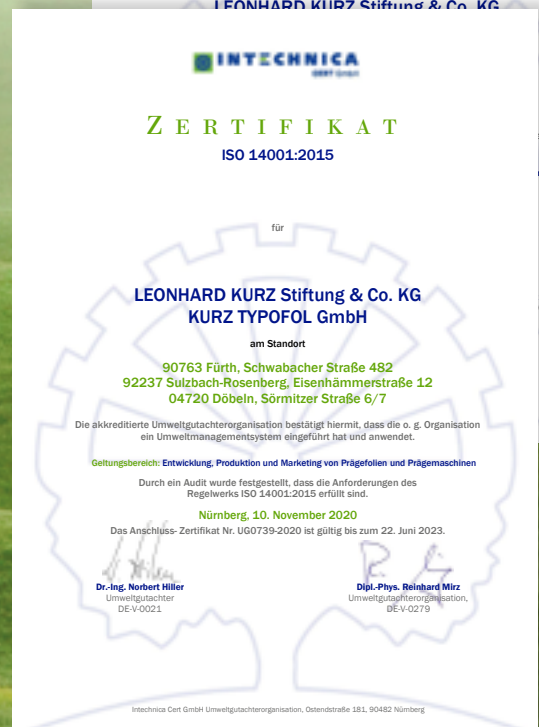 LEONHARD KURZ Stiftung & Co. KG
INTECHNICA
CERT GmbH
ZERTIFIKAT
ISO 14001:2015
für
LEONHARD KURZ Stiftung & Co. KG
KURZ TYPOFOL GmbH
am Standort
90763 Fürth, Schwabacher Straße 482
92237 Sulzbach-Rosenberg, Eisenhämmerstraße 12
04720 Döbeln, Sörmitzer Straße 6/7
Die akkreditierte Umweltgutachterorganisation bestätigt hiermit, dass die o. g. Organisation
ein Umweltmanagementsystem eingeführt hat und anwendet.
Geltungsbereich: Entwicklung, Produktion und Marketing von Prägefolien und Prägemaschinen
Durch ein Audit wurde festgestellt, dass die Anforderungen des
Regelwerks ISO 14001:2015 erfüllt sind.
Nürnberg, 10. November 2020
Das Anschluss- Zertifikat Nr. UG0739-2020 ist gültig bis zum 22. Juni 2023.
Dr.-Ing. Norbert Hiller
Umweltgutachter
DE-V-0021
Dipl.-Phys. Reinhard Mirz
Umweltgutachterorganisation,
DE-V-0279
Intechnica Cert GmbH Umweltgutachterorganisation, Ostendstraße 181, 90482 Nürnberg